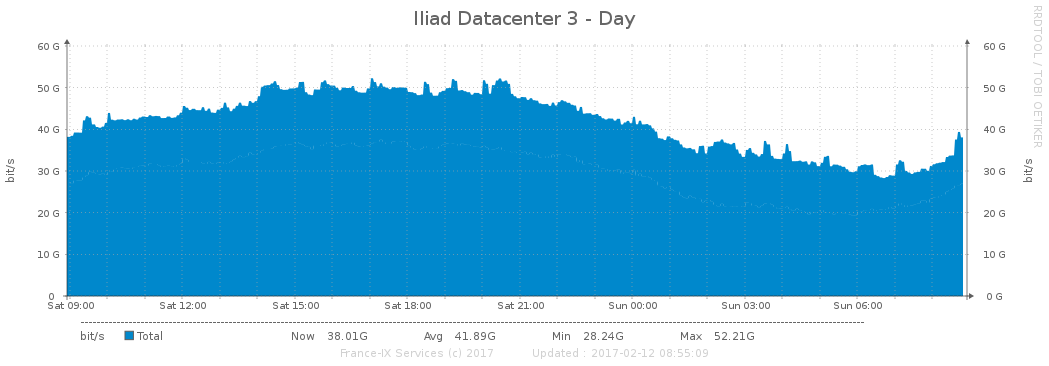 Iliad Datacenter 3 - Day
RRDTOOL / TOBI OETIKER
60 G 60 G
50 G 50 G
40 G 40 G
30 G 30 G
20 G 20 G
10 G 10 G
0 0 G
bit/s bit/s
Sat 09:00 Sat 12:00 Sat 15:00 Sat 18:00 Sat 21:00 Sun 00:00 Sun 03:00 Sun 06:00
bit/s Total Now 38.01G Avg 41.89G Min 28.24G Max 52.21G
France-IX Services (c) 2017 Updated : 2017-02-12 08:55:09